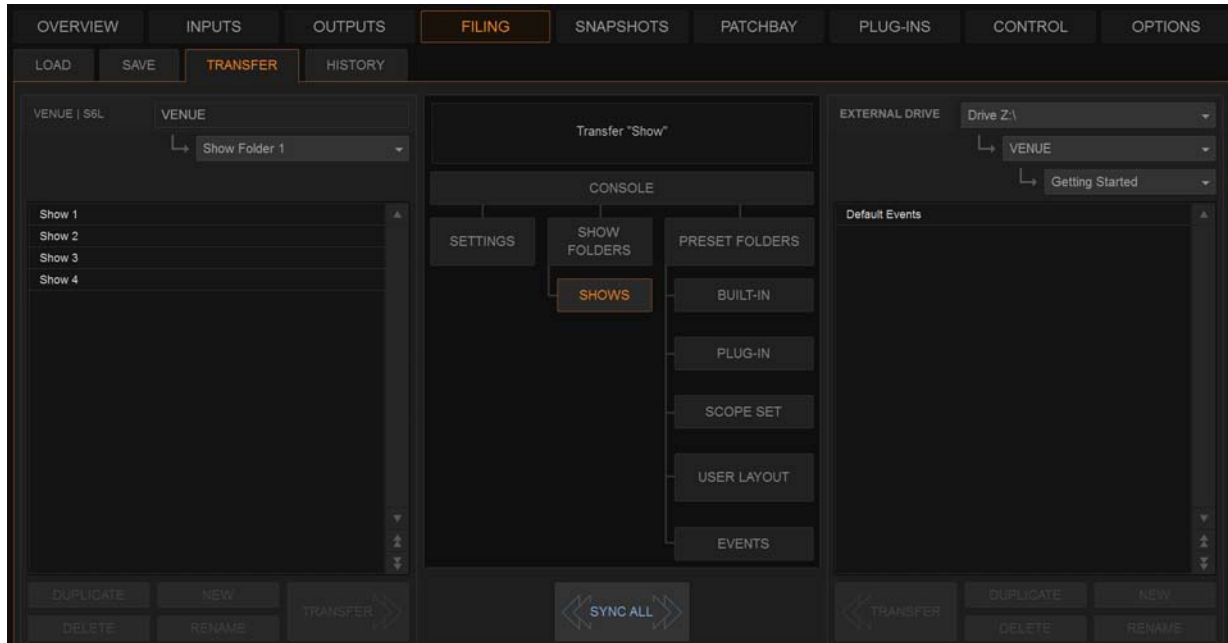 OVERVIEW INPUTS OUTPUTS FILING SNAPSHOTS PATCHBAY PLUG-INS CONTROL OPTIONS
LOAD SAVE TRANSFER HISTORY
VENUE | S6L VENUE
Show Folder 1
Show 1
Show 2
Show 3
Show 4
DUPLICATE NEW
DELETE RENAME
TRANSFER
Transfer "Show"
CONSOLE
SETTINGS
SHOW
FOLDERS
PRESET FOLDERS
SHOWS
BUILT-IN
PLUG-IN
SCOPE SET
USER LAYOUT
EVENTS
SYNC ALL
EXTERNAL DRIVE Drive Z:\
VENUE
Getting Started
Default Events
TRANSFER
DUPLICATE NEW
DELETE RENAME